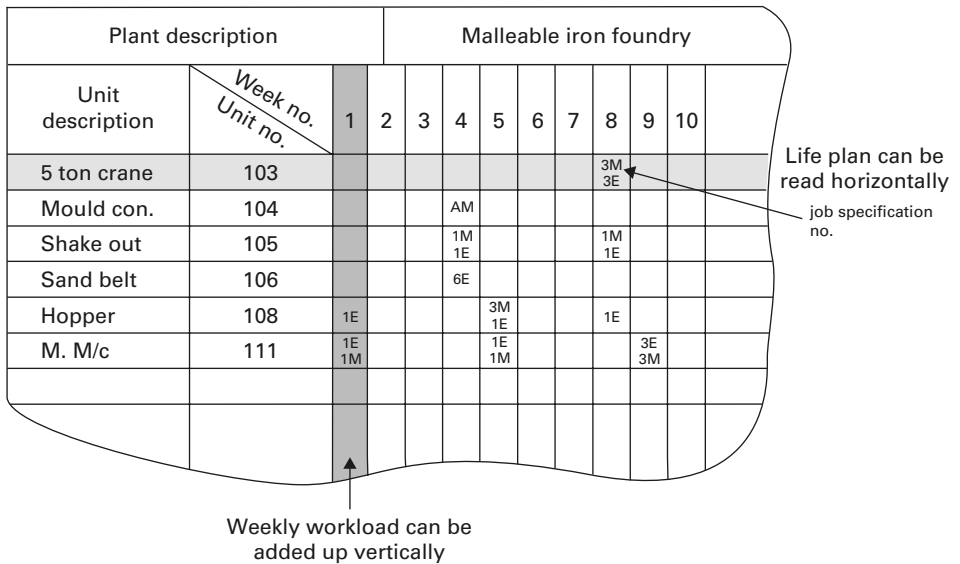 Plant description Malleable iron foundry
Unit
description
Week no.
Unit no.
1 2 3 4 5 6 7 8 9 10
5 ton crane 103 3M
3E
Mould con. 104 AM
Shake out 105 1M 1M
1E 1E
Sand belt 106 6E
Hopper 108 1E 3M 1E
1E
M. M/c 111 1E 1E 3E
1M 1M 3M
Life plan can be
read horizontally
job specification
no.
Weekly workload can be
added up vertically